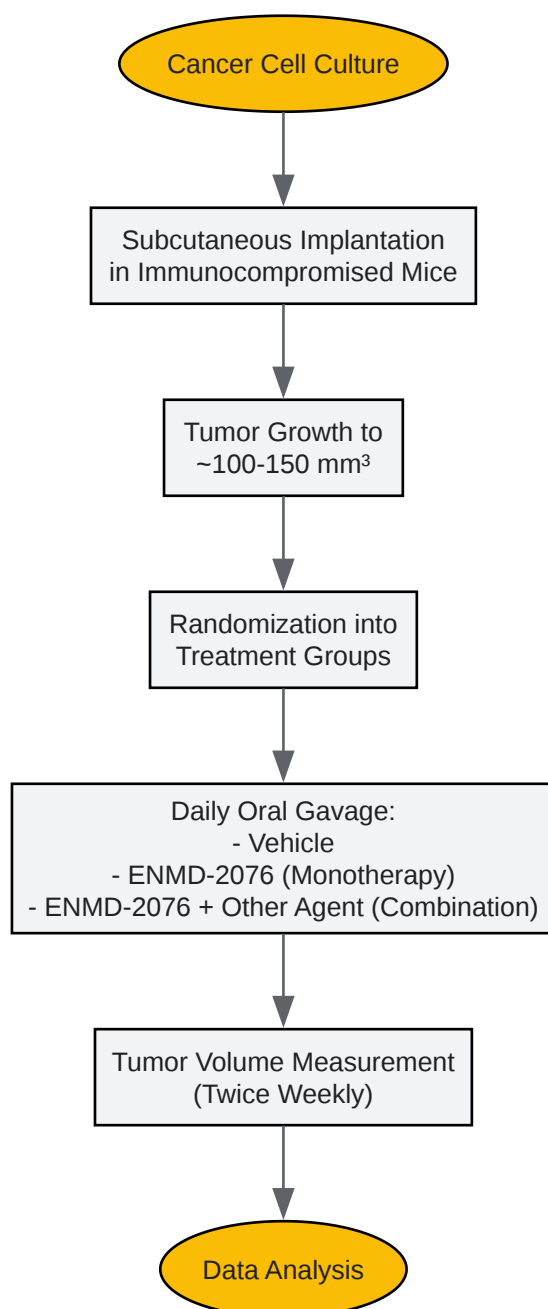 Cancer Cell Culture
Subcutaneous Implantation
in Immunocompromised Mice
Tumor Growth to
~100-150 mm³
Randomization into
Treatment Groups
Daily Oral Gavage:
- Vehicle
- ENMD-2076 (Monotherapy)
- ENMD-2076 + Other Agent (Combination)
Tumor Volume Measurement
(Twice Weekly)
Data Analysis